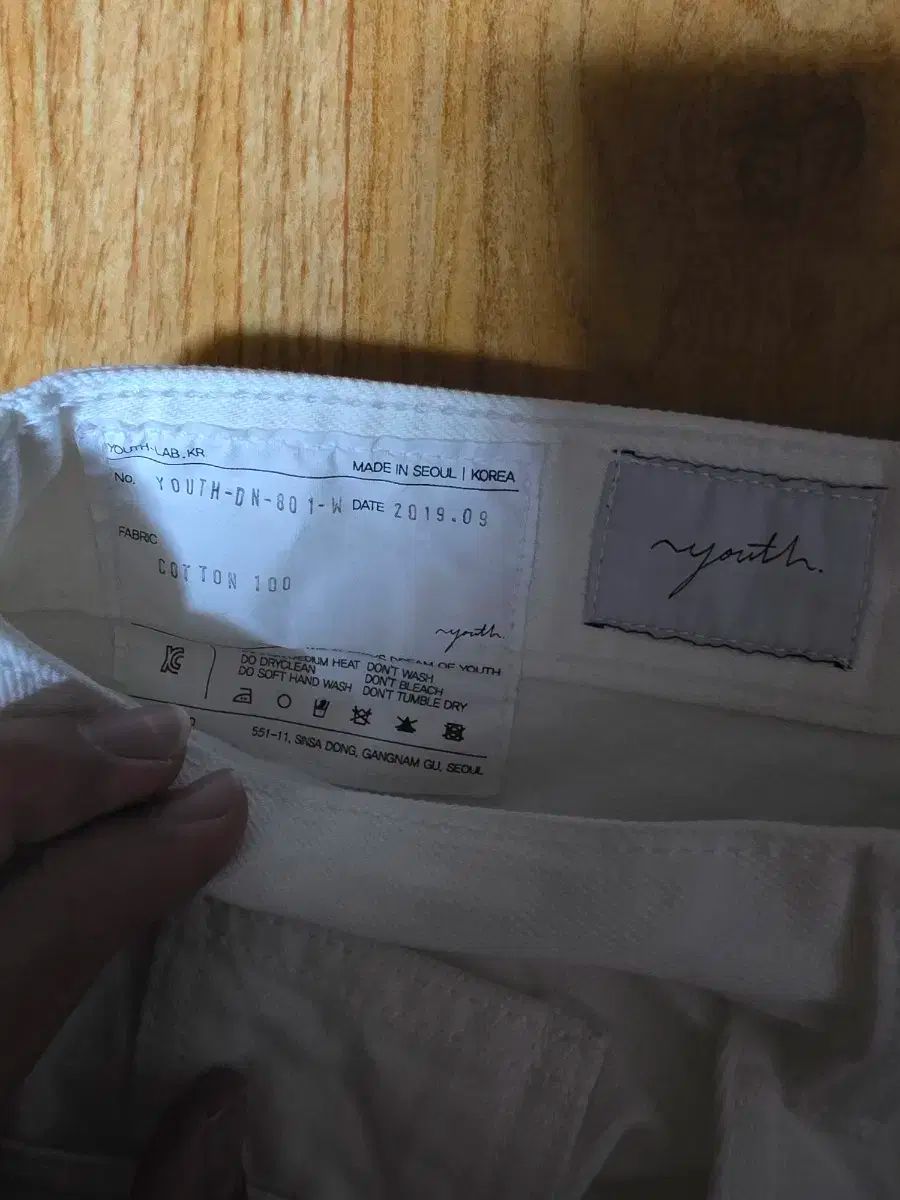 YOUTH-LAB.KR
MADE IN SEOUL | KOREA
No. YOUTH-DN-801-W DATE 2019.09
FABRIC
COTTON 100
~youth.
~youth.
DREAM OF YOUTH
MEDIUM HEAT DON'T WASH
DO DRYCLEAN DON'T BLEACH
DO SOFT HAND WASH DON'T TUMBLE DRY
551-11, SINSA DONG, GANGNAM GU, SEOUL